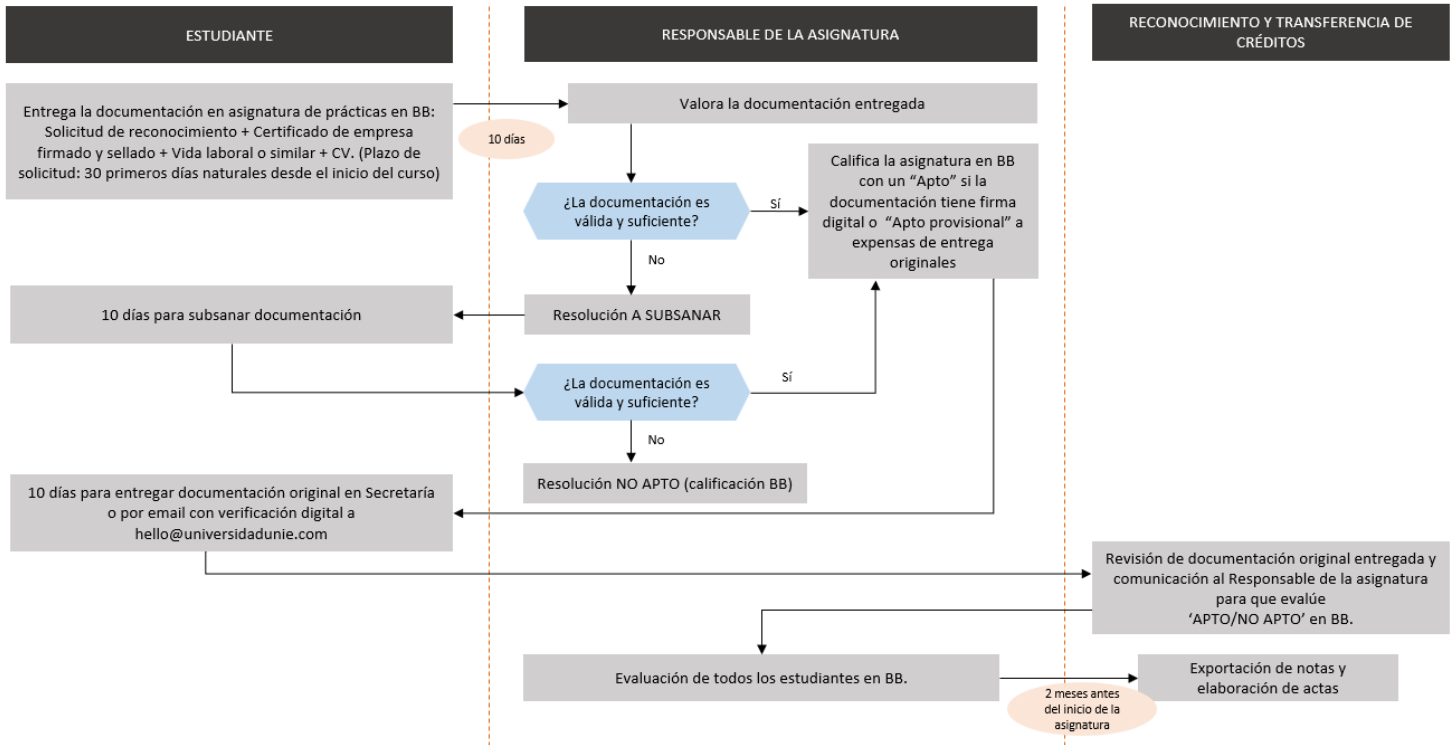 ESTUDIANTE
RESPONSABLE DE LA ASIGNATURA
RECONOCIMIENTO Y TRANSFERENCIA DE
CRÉDITOS
Entrega la documentación en asignatura de prácticas en BB:
Solicitud de reconocimiento + Certificado de empresa
firmado y sellado + Vida laboral o similar + CV. (Plazo de
solicitud: 30 primeros días naturales desde el inicio del curso)
10 días
Valora la documentación entregada
¿La documentación es
válida y suficiente?
Sí
Califica la asignatura en BB
con un “Apto” si la
documentación tiene firma
digital o “Apto provisional” a
expensas de entrega
originales
No
Resolución A SUBSANAR
10 días para subsanar documentación
¿La documentación es
válida y suficiente?
Sí
No
Resolución NO APTO (calificación BB)
10 días para entregar documentación original en Secretaría
o por email con verificación digital a
hello@universidadunie.com
Revisión de documentación original entregada y
comunicación al Responsable de la asignatura
para que evalúe
‘APTO/NO APTO’ en BB.
Evaluación de todos los estudiantes en BB.
2 meses antes
del inicio de la
asignatura
Exportación de notas y
elaboración de actas